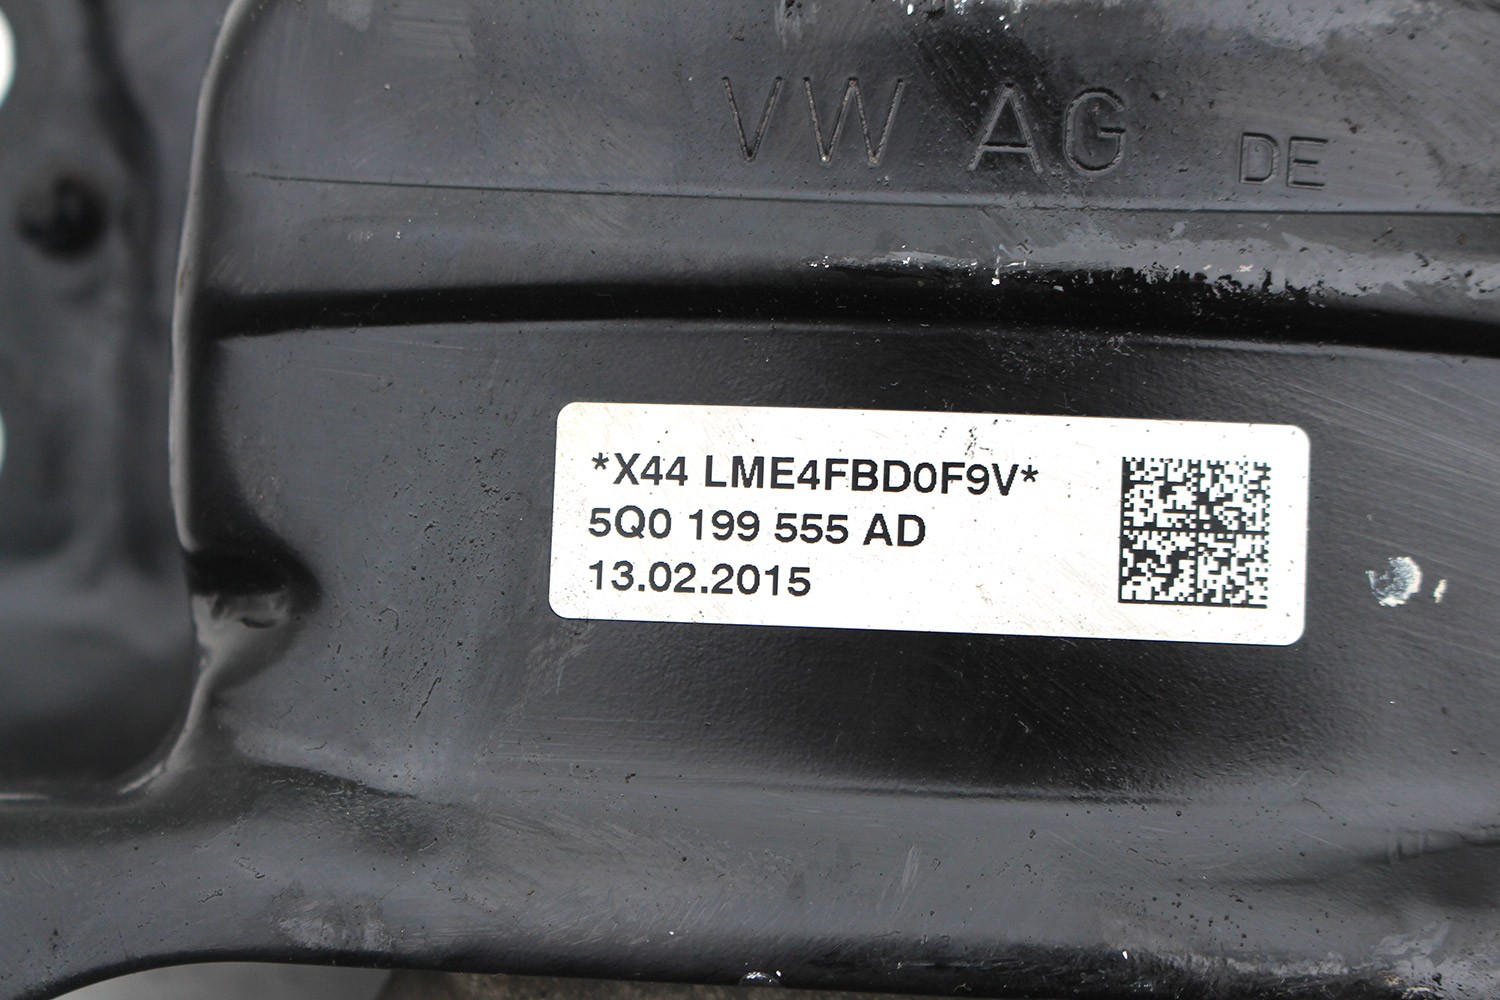 VW AG DE
*X44 LME4FBD0F9V*
5Q0 199 555 AD
13.02.2015